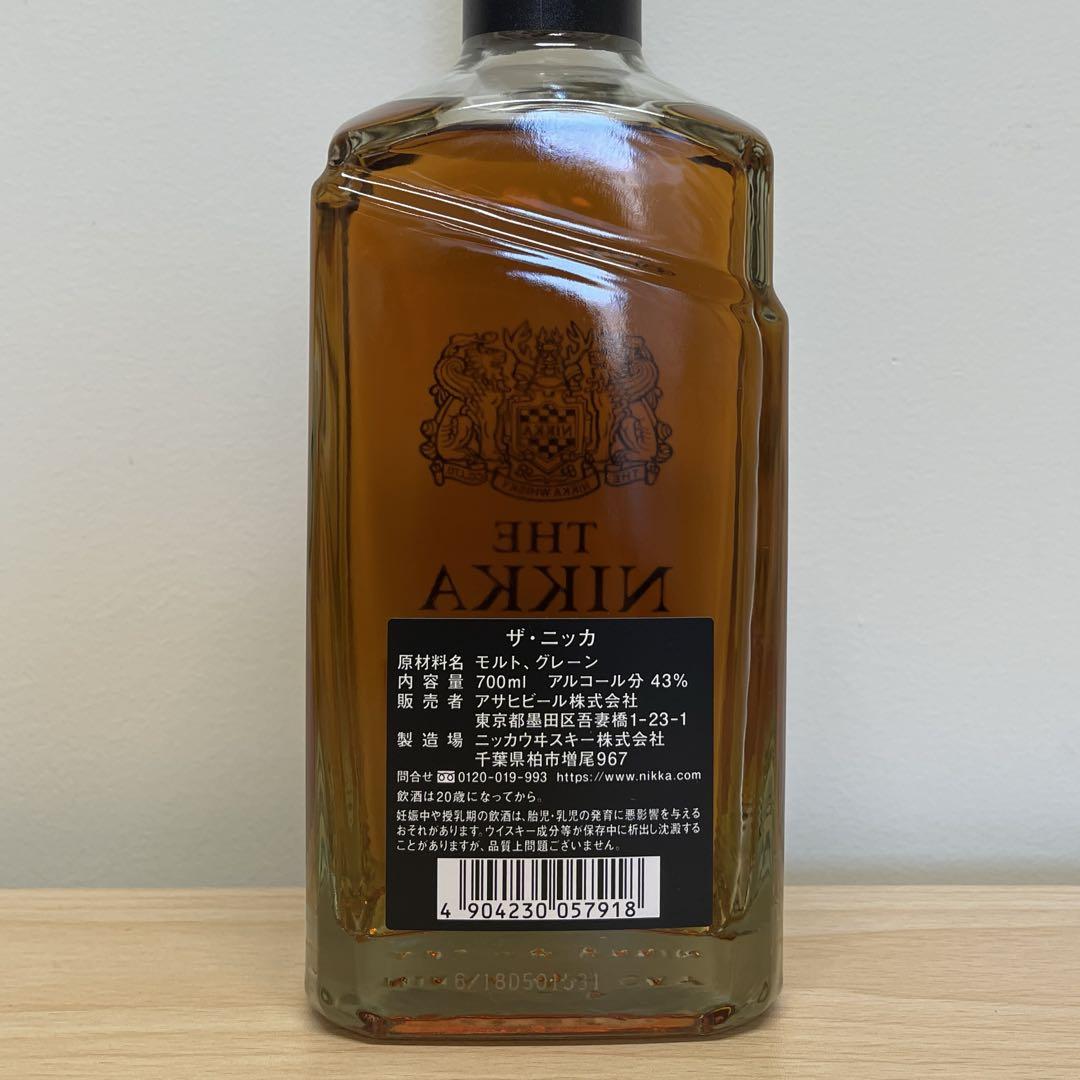 NIKKA
THE NIKKA WHISKY CO.LTD.
THE
NIKKA
ザ・ニッカ
原材料名 モルト、グレーン
内容量 700ml アルコール分 43%
販売者 アサヒビール株式会社
東京都墨田区吾妻橋1-23-1
製造場 ニッカウヰスキー株式会社
千葉県柏市増尾967
問合せ 0120-019-993 https://www.nikka.com
飲酒は20歳になってから。
妊娠中や授乳期の飲酒は、胎児・乳児の発育に悪影響を与える
おそれがあります。ウイスキー成分等が保存中に析出し沈澱する
ことがありますが、品質上問題ございません。
4 904230 057918